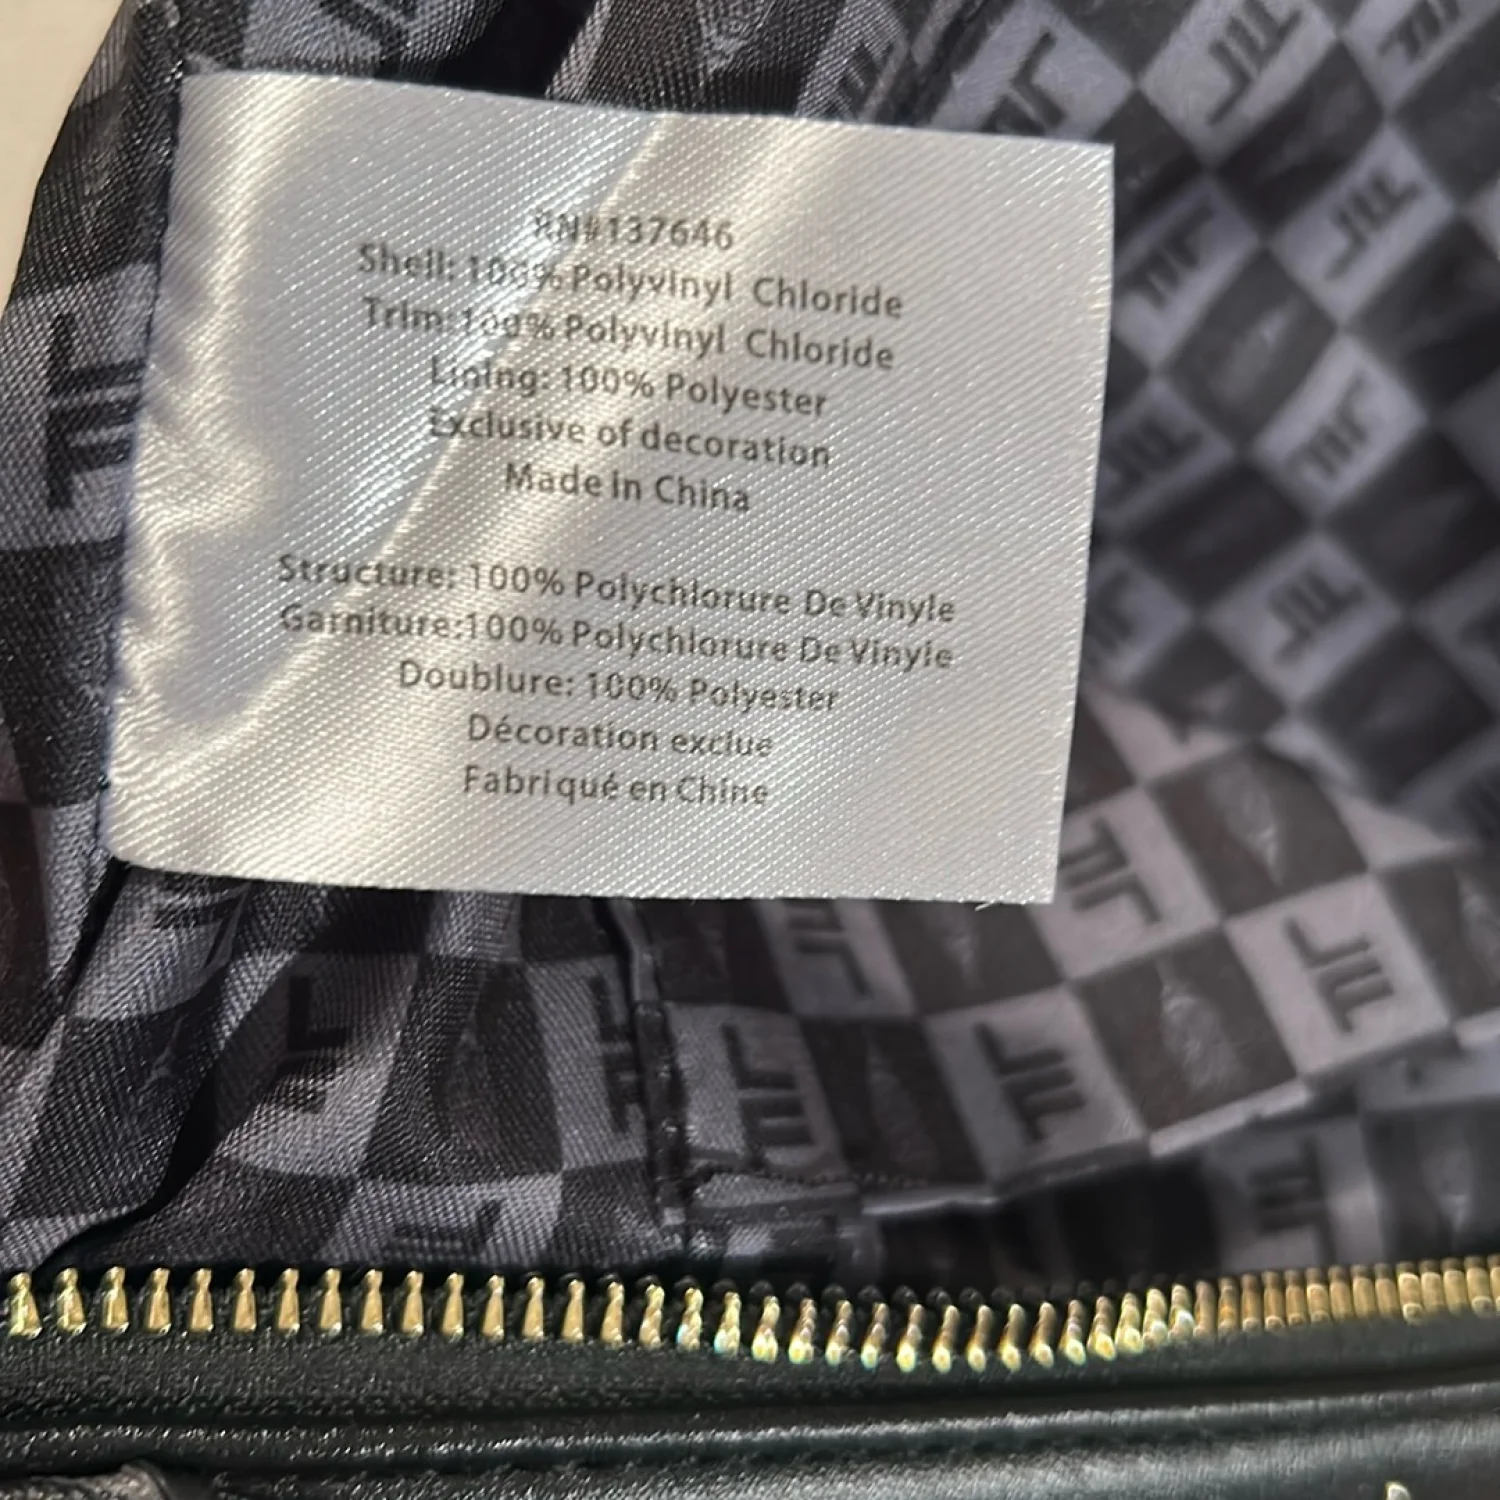 RN#137646
Shell: 100% Polyvinyl Chloride
Trim: 100% Polyvinyl Chloride
Lining: 100% Polyester
Exclusive of decoration
Made in China
Structure: 100% Polychlorure De Vinyle
Garniture:100% Polychlorure De Vinyle
Doublure: 100% Polyester
Décoration exclue
Fabriqué en Chine